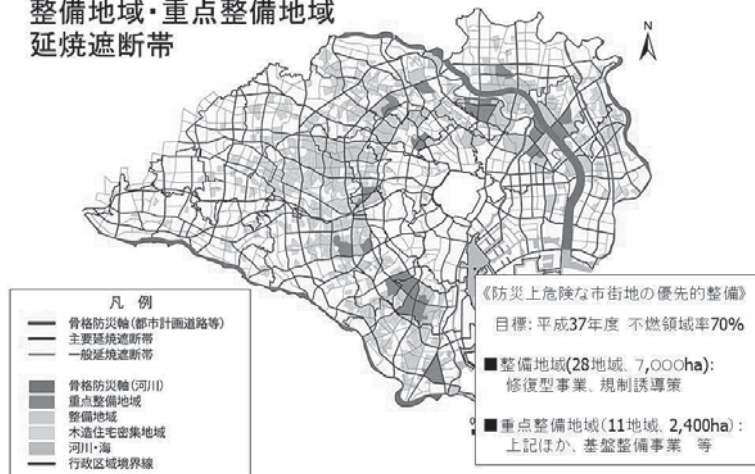 整備地域・重点整備地域
延焼遮断帯
N
凡 例
骨格防災軸(都市計画道路等)
主要延焼遮断帯
一般延焼遮断帯
骨格防災軸(河川)
重点整備地域
整備地域
木造住宅密集地域
河川・海
行政区域境界線
《防災上危険な市街地の優先的整備》
目標：平成37年度 不燃領域率70%
■整備地域(28地域、7,000ha)：
修復型事業、規制誘導策
■重点整備地域(11地域、2,400ha)：
上記ほか、基盤整備事業 等